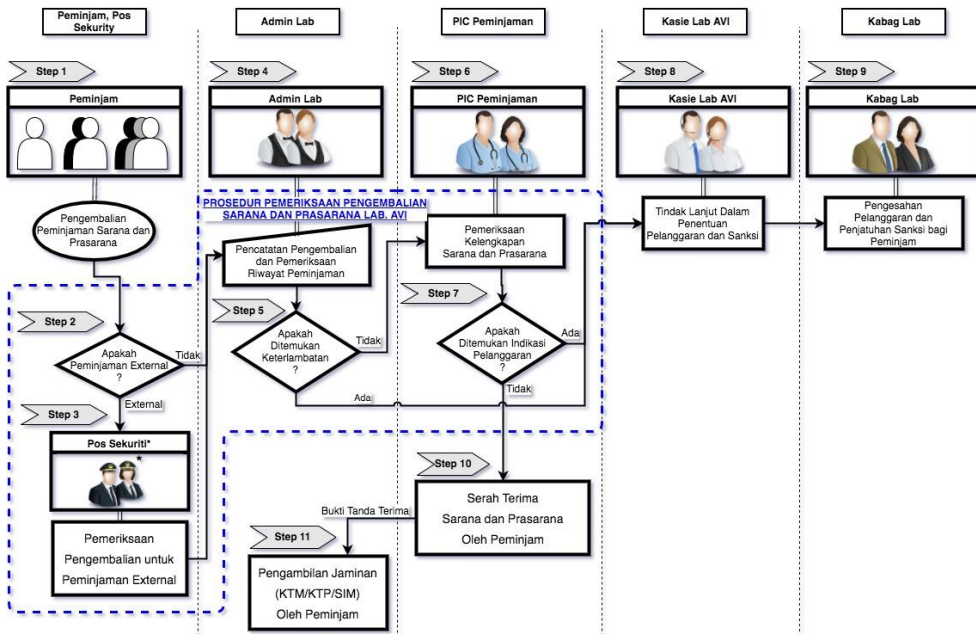 Peminjam, Pos
Sekurity
Admin Lab
PIC Peminjaman
Kasie Lab AVI
Kabag Lab
Step 1
Step 4
Step 6
Step 8
Step 9
Peminjam
Admin Lab
PIC Peminjaman
Kasie Lab AVI
Kabag Lab
PROSEDUR PEMERIKSAAN PENGEMBALIAN
SARANA DAN PRASARANA LAB. AVI
Pengembalian
Peminjaman Sarana dan
Prasarana
Pencatatan Pengembalian
dan Pemeriksaan
Riwayat Peminjaman
Pemeriksaan
Kelengkapan
Sarana dan Prasarana
Tindak Lanjut Dalam
Penentuan
Pelanggaran dan Sanksi
Pengesahan
Pelanggaran dan
Penjatuhan Sanksi bagi
Peminjam
Step 2
Step 5
Step 7
Apakah
Peminjaman External
?
Tidak
External
Apakah
Ditemukan
Keterlambatan
?
Tidak
Ada
Apakah
Ditemukan Indikasi
Pelanggaran
?
Ada
Tidak
Step 3
Pos Sekuriti*
*
Pemeriksaan
Pengembalian untuk
Peminjaman External
Step 10
Serah Terima
Sarana dan Prasarana
Oleh Peminjam
Bukti Tanda Terima
Step 11
Pengambilan Jaminan
(KTM/KTP/SIM)
Oleh Peminjam